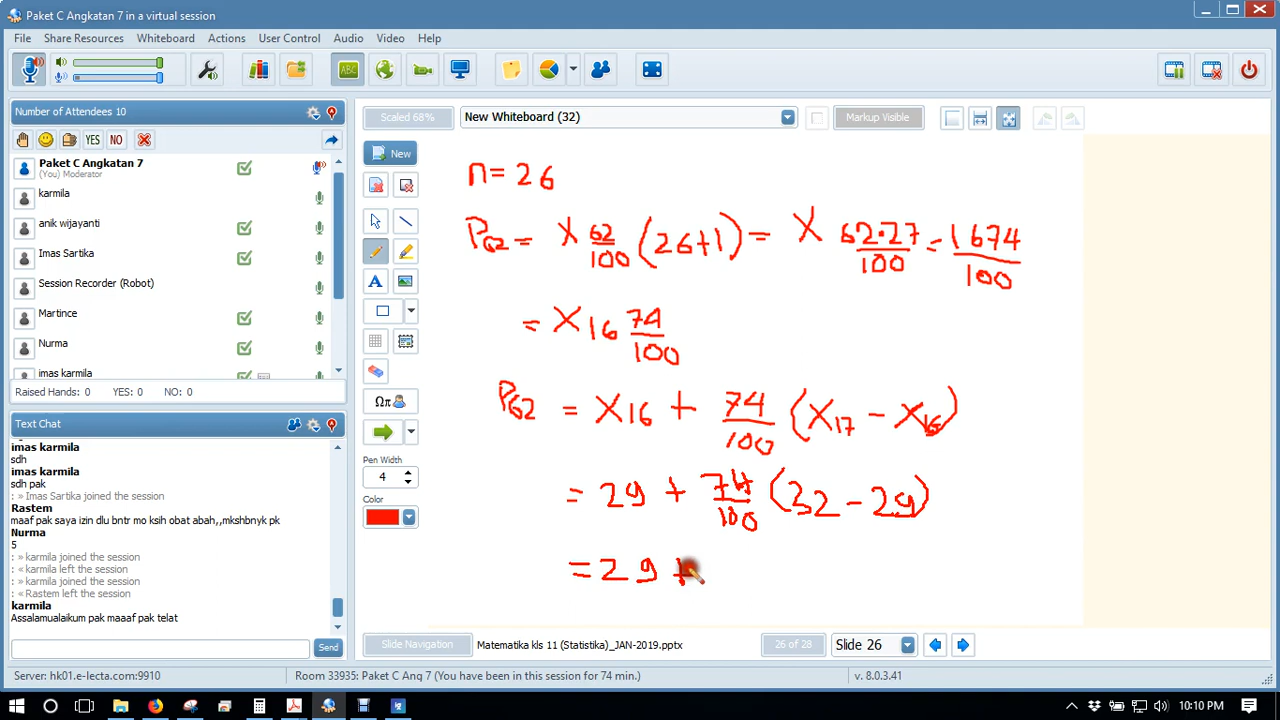 Paket C Angkatan 7 in a virtual session
File Share Resources Whiteboard Actions User Control Audio Video Help
ABC
Number of Attendees 10
YES NO
Paket C Angkatan 7
(You) Moderator
karmila
anik wijayanti
Imas Sartika
Session Recorder (Robot)
Martince
Nurma
imas karmila
Raised Hands: 0 YES: 0 NO: 0
Text Chat
imas karmila
sdh
imas karmila
sdh pak
: » Imas Sartika joined the session
Rastem
maaf pak saya izin dlu bntr mo ksih obat abah,,mkshbnyk pk
Nurma
5
: » karmila joined the session
: » karmila left the session
: » karmila joined the session
: » Rastem left the session
karmila
Assalamualaikum pak maaaf pak telat
Send
Scaled 68%
New Whiteboard (32)
Markup Visible
New
A
Ωπ
Pen Width
4
Color
n = 26
P62 = X 62/100 (26+1) = X 62·27/100 = 1674/100
= X 16 74/100
P62 = X16 + 74/100 (X17 - X16)
= 29 + 74/100 (32 - 29)
= 29 +
Slide Navigation Matematika kls 11 (Statistika)_JAN-2019.pptx 26 of 28 Slide 26
Server: hk01.e-lecta.com:9910 Room 33935: Paket C Ang 7 (You have been in this session for 74 min.) v. 8.0.3.41
10:10 PM